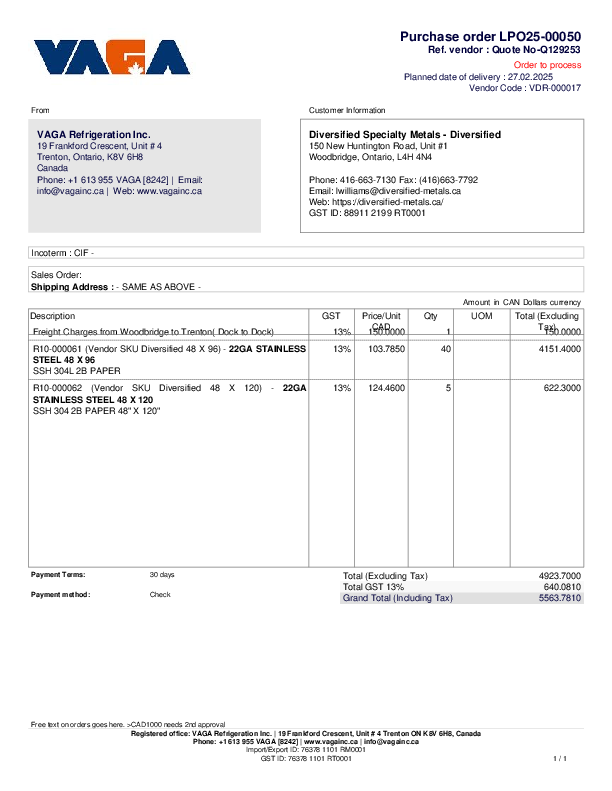 VAGA
Purchase order LPO25-00050
Ref. vendor : Quote No-Q129253
Order to process
Planned date of delivery : 27.02.2025
Vendor Code : VDR-000017
From
Customer Information
VAGA Refrigeration Inc.
19 Frankford Crescent, Unit # 4
Trenton, Ontario, K8V 6H8
Canada
Phone: +1 613 955 VAGA [8242] | Email:
info@vagainc.ca | Web: www.vagainc.ca
Diversified Specialty Metals - Diversified
150 New Huntington Road, Unit #1
Woodbridge, Ontario, L4H 4N4
Phone: 416-663-7130 Fax: (416)663-7792
Email: lwilliams@diversified-metals.ca
Web: https://diversified-metals.ca/
GST ID: 88911 2199 RT0001
Incoterm : CIF -
Sales Order:
Shipping Address : - SAME AS ABOVE -
Amount in CAN Dollars currency
Description GST Price/Unit CAD Qty UOM Total (Excluding Tax)
Freight Charges from Woodbridge to Trenton( Dock to Dock) 13% 150.0000 1 150.0000
R10-000061 (Vendor SKU Diversified 48 X 96) - 22GA STAINLESS 13% 103.7850 40 4151.4000
STEEL 48 X 96
SSH 304L 2B PAPER
R10-000062 (Vendor SKU Diversified 48 X 120) - 22GA 13% 124.4600 5 622.3000
STAINLESS STEEL 48 X 120
SSH 304 2B PAPER 48" X 120"
Payment Terms: 30 days
Payment method: Check
Total (Excluding Tax) 4923.7000
Total GST 13% 640.0810
Grand Total (Including Tax) 5563.7810
Free text on orders goes here. >CAD1000 needs 2nd approval
Registered office: VAGA Refrigeration Inc. | 19 Frankford Crescent, Unit # 4 Trenton ON K8V 6H8, Canada
Phone: +1 613 955 VAGA [8242] | www.vagainc.ca | info@vagainc.ca
Import/Export ID: 76378 1101 RM0001
GST ID: 76378 1101 RT0001
1 / 1